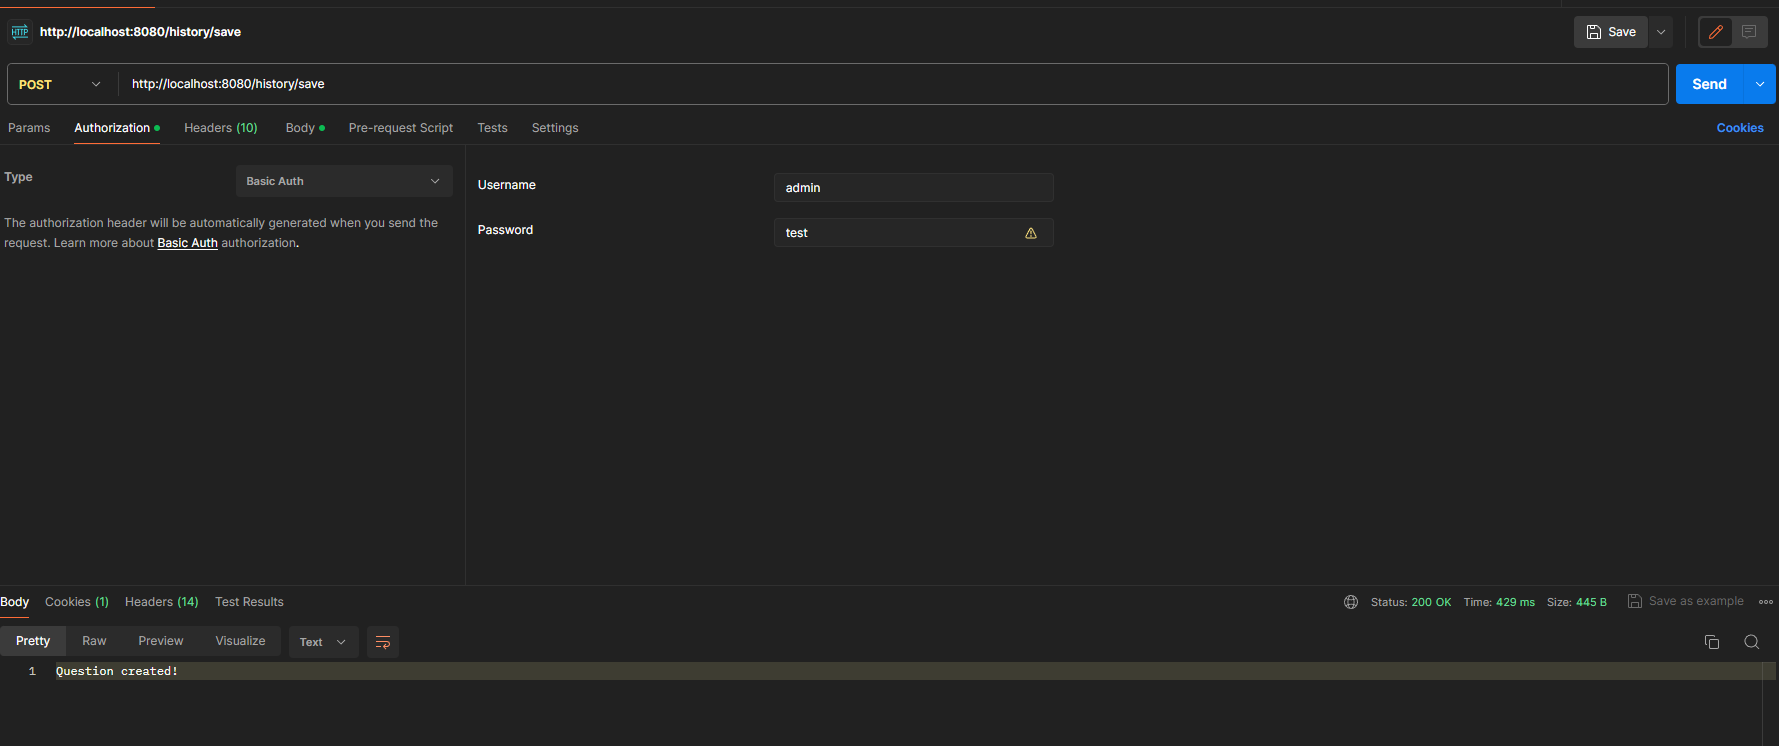 HTTP http://localhost:8080/history/save Save
POST http://localhost:8080/history/save Send
Params Authorization Headers (10) Body Pre-request Script Tests Settings Cookies
Type Basic Auth
The authorization header will be automatically generated when you send the
request. Learn more about Basic Auth authorization.
Username admin
Password test
Body Cookies (1) Headers (14) Test Results Status: 200 OK Time: 429 ms Size: 445 B Save as example
Pretty Raw Preview Visualize Text
1 Question created!